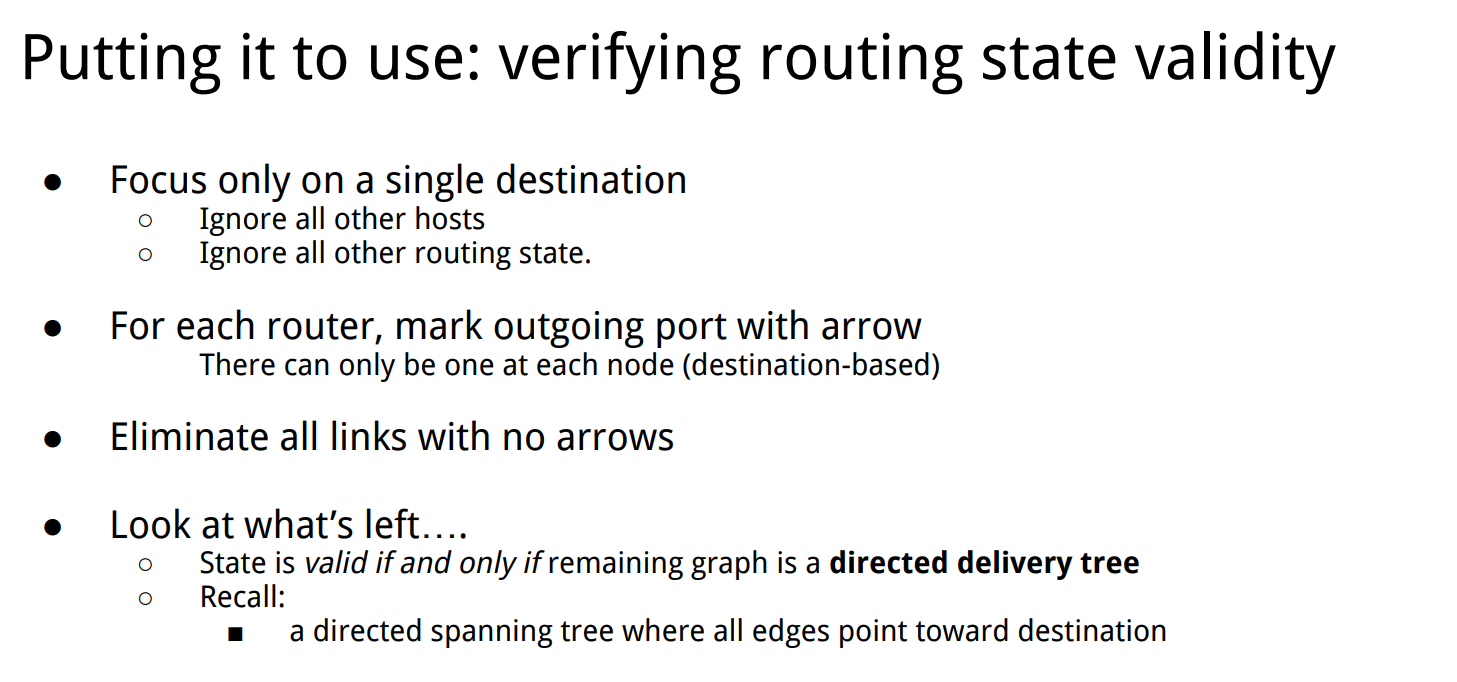 Putting it to use: verifying routing state validity
● Focus only on a single destination
○ Ignore all other hosts
○ Ignore all other routing state.
● For each router, mark outgoing port with arrow
There can only be one at each node (destination-based)
● Eliminate all links with no arrows
● Look at what’s left….
○ State is valid if and only if remaining graph is a directed delivery tree
○ Recall:
■ a directed spanning tree where all edges point toward destination